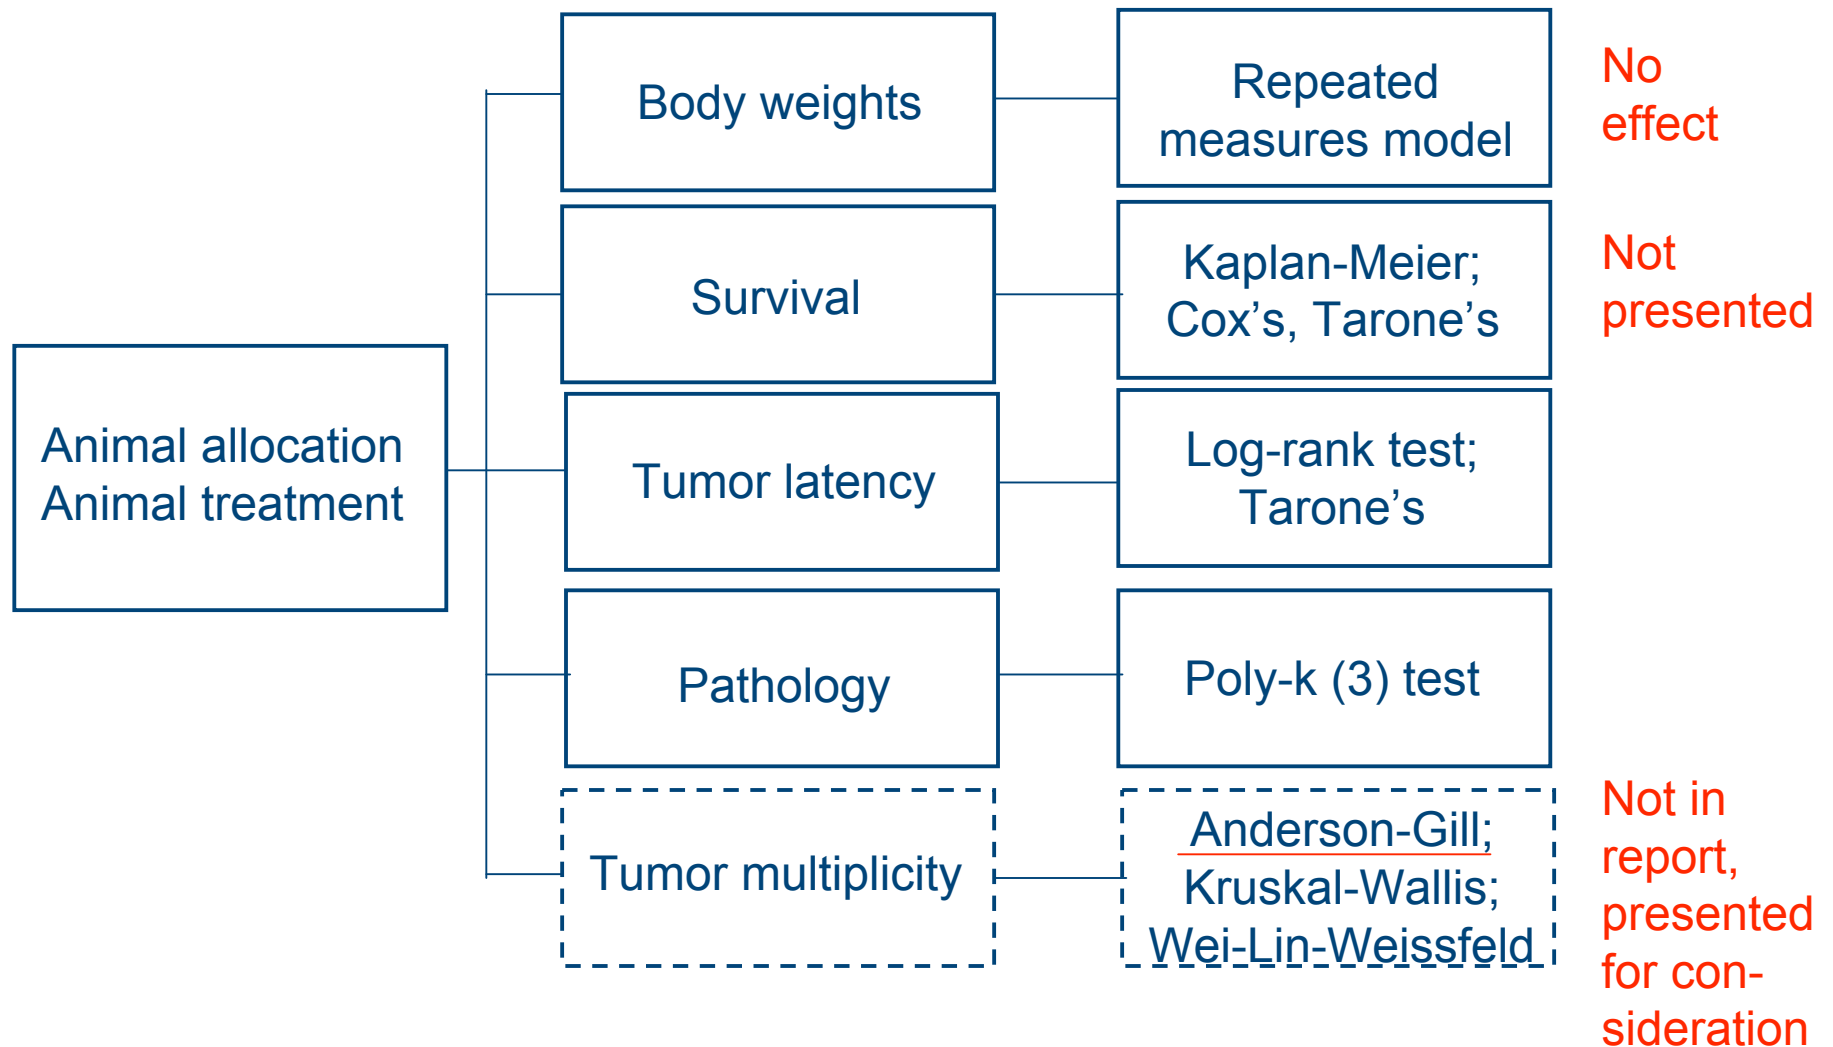 Animal allocation
Animal treatment
Body weights
Repeated
measures model
No
effect
Survival
Kaplan-Meier;
Cox’s, Tarone’s
Not
presented
Tumor latency
Log-rank test;
Tarone’s
Pathology
Poly-k (3) test
Tumor multiplicity
Anderson-Gill;
Kruskal-Wallis;
Wei-Lin-Weissfeld
Not in
report,
presented
for con-
sideration